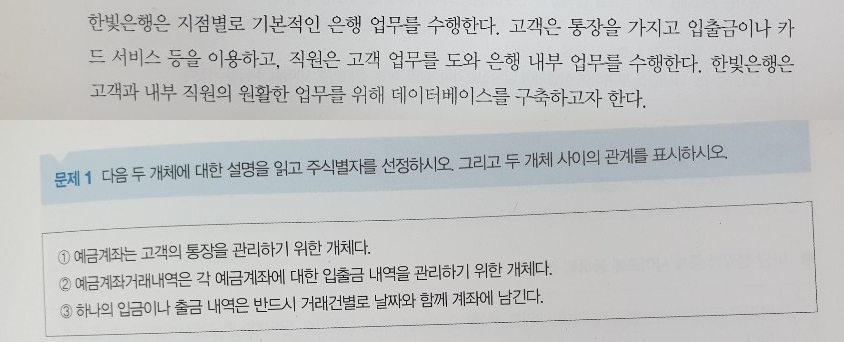 한빛은행은 지점별로 기본적인 은행 업무를 수행한다. 고객은 통장을 가지고 입출금이나 카
드 서비스 등을 이용하고, 직원은 고객 업무를 도와 은행 내부 업무를 수행한다. 한빛은행은
고객과 내부 직원의 원활한 업무를 위해 데이터베이스를 구축하고자 한다.
문제 1 다음 두 개체에 대한 설명을 읽고 주식별자를 선정하시오. 그리고 두 개체 사이의 관계를 표시하시오.
① 예금계좌는 고객의 통장을 관리하기 위한 개체다.
② 예금계좌거래내역은 각 예금계좌에 대한 입출금 내역을 관리하기 위한 개체다.
③ 하나의 입금이나 출금 내역은 반드시 거래건별로 날짜와 함께 계좌에 남긴다.